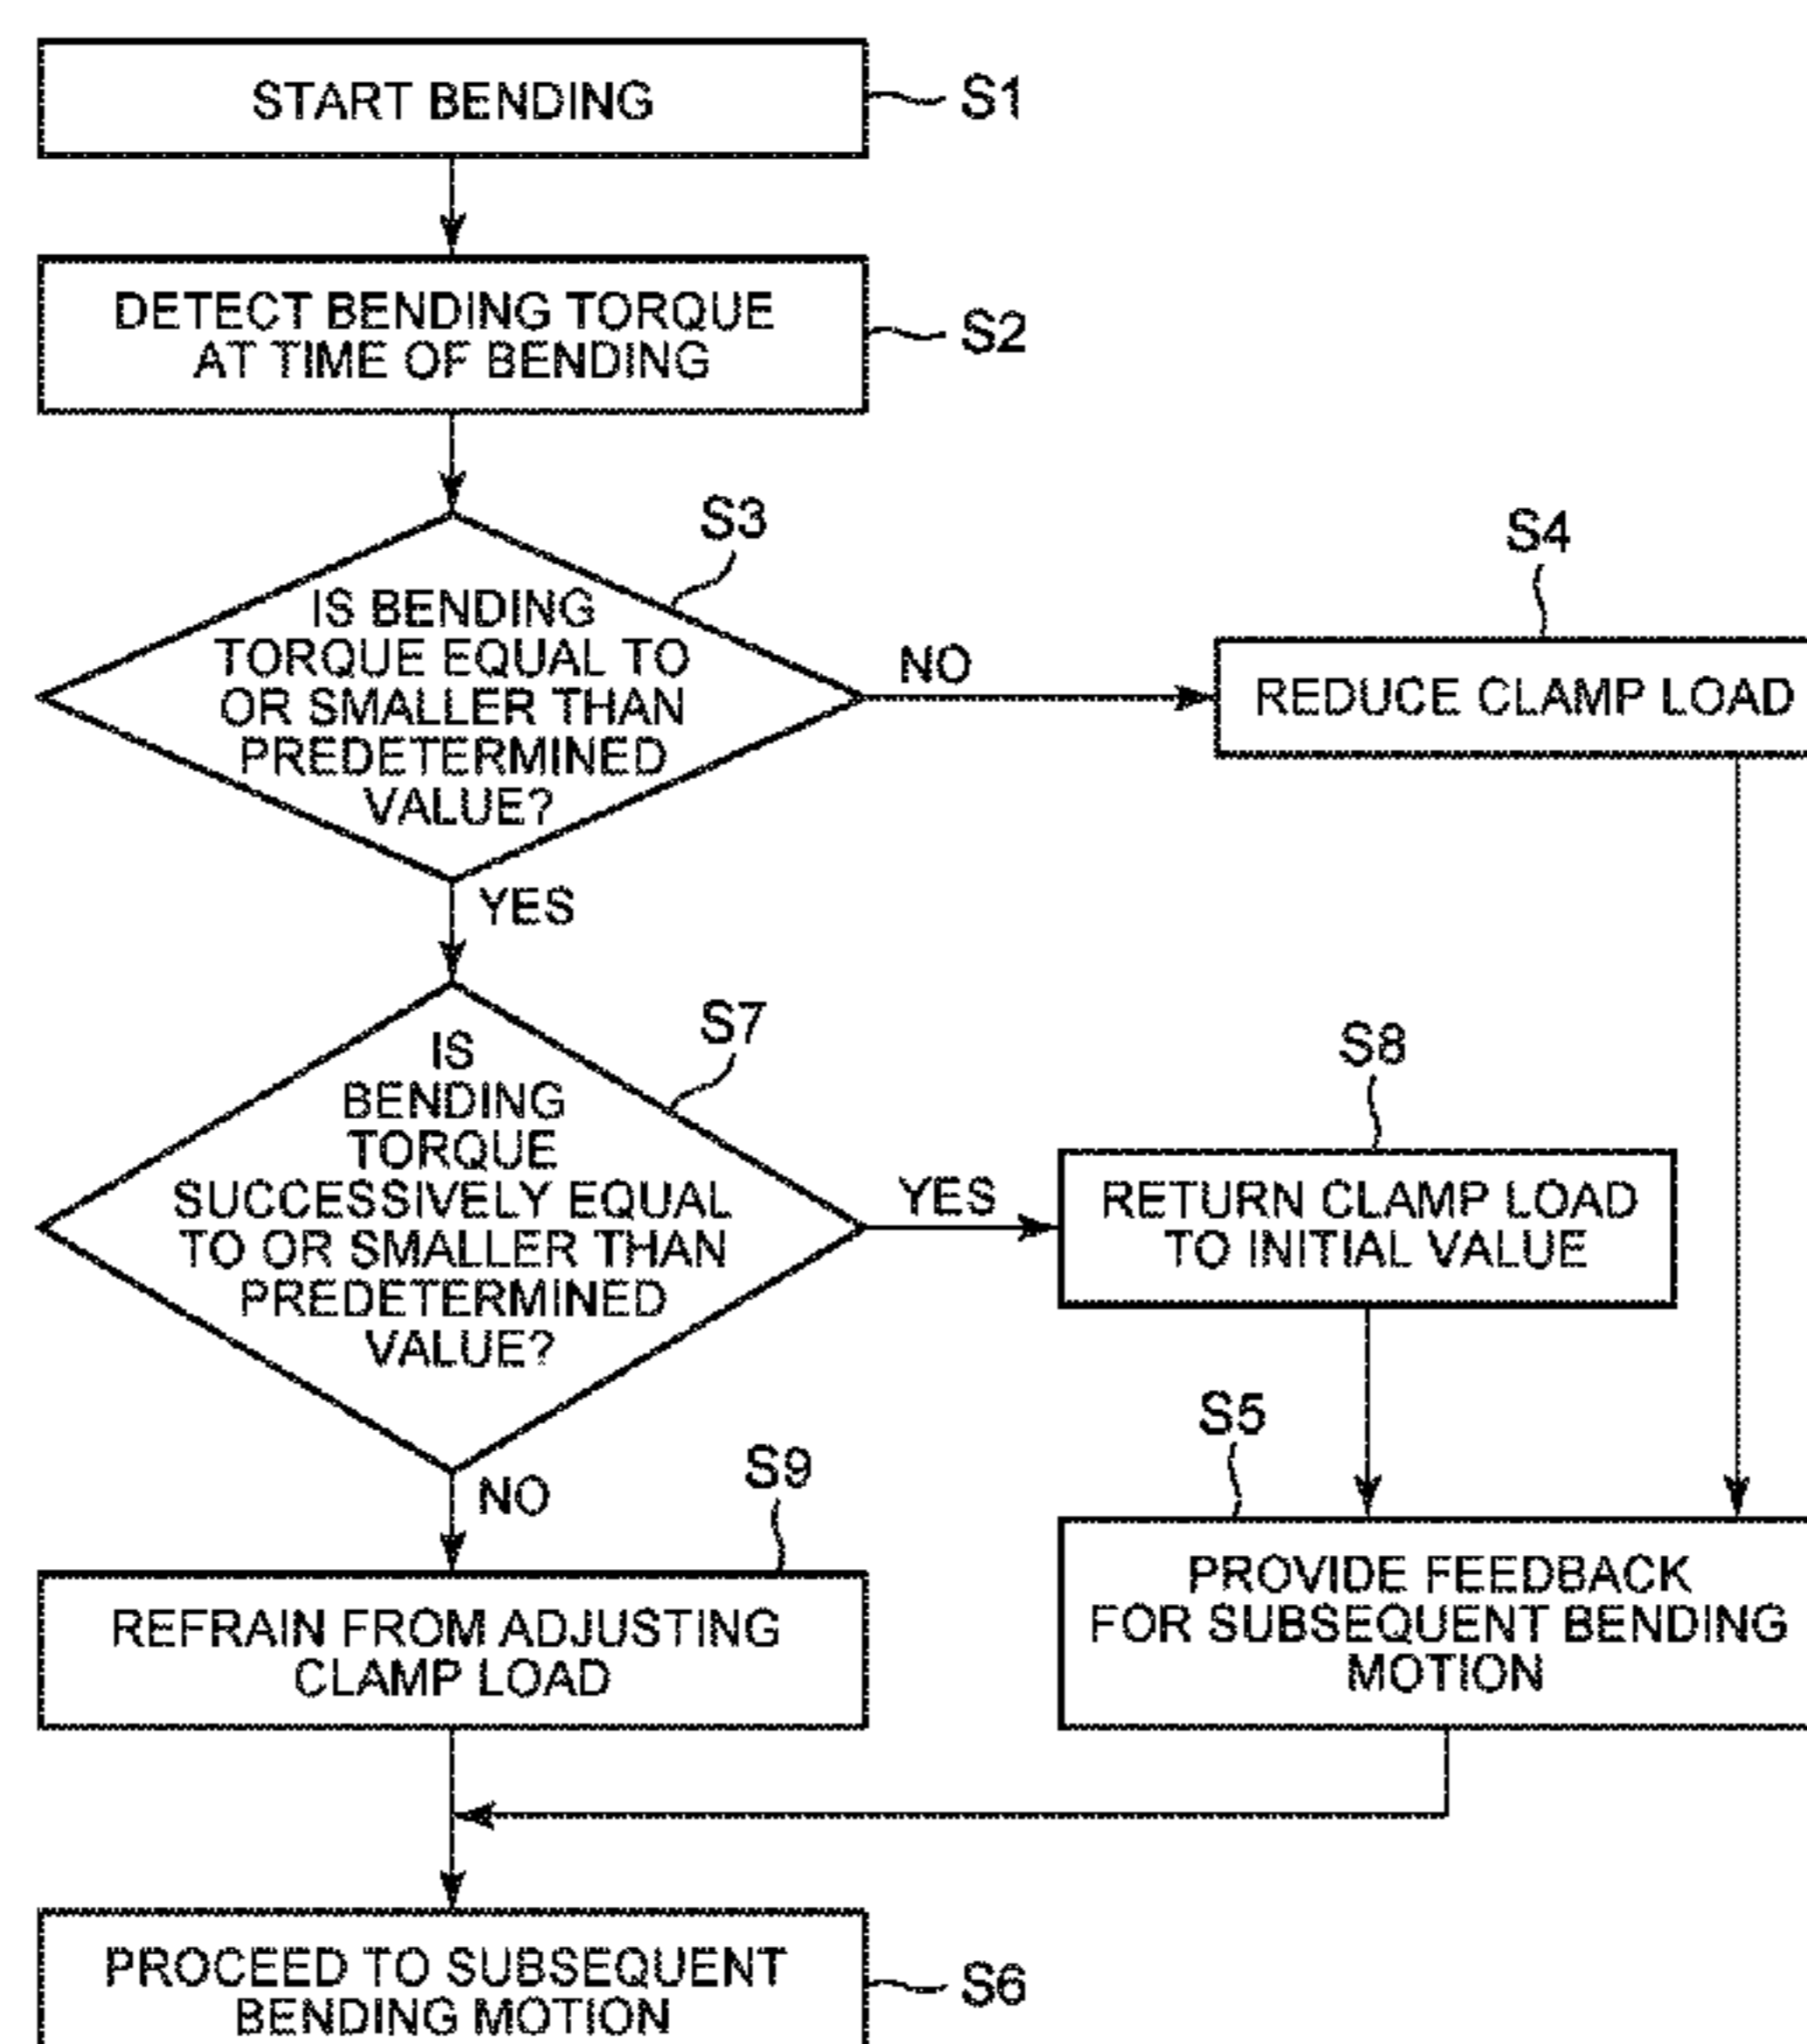 START BENDING
S1
DETECT BENDING TORQUE
AT TIME OF BENDING
S2
S3
IS BENDING
TORQUE EQUAL TO
OR SMALLER THAN
PREDETERMINED
VALUE?
NO
S4
REDUCE CLAMP LOAD
YES
S7
IS
BENDING
TORQUE
SUCCESSIVELY EQUAL
TO OR SMALLER THAN
PREDETERMINED
VALUE?
YES
S8
RETURN CLAMP LOAD
TO INITIAL VALUE
NO
S9
REFRAIN FROM ADJUSTING
CLAMP LOAD
S5
PROVIDE FEEDBACK
FOR SUBSEQUENT BENDING
MOTION
PROCEED TO SUBSEQUENT
BENDING MOTION
S6